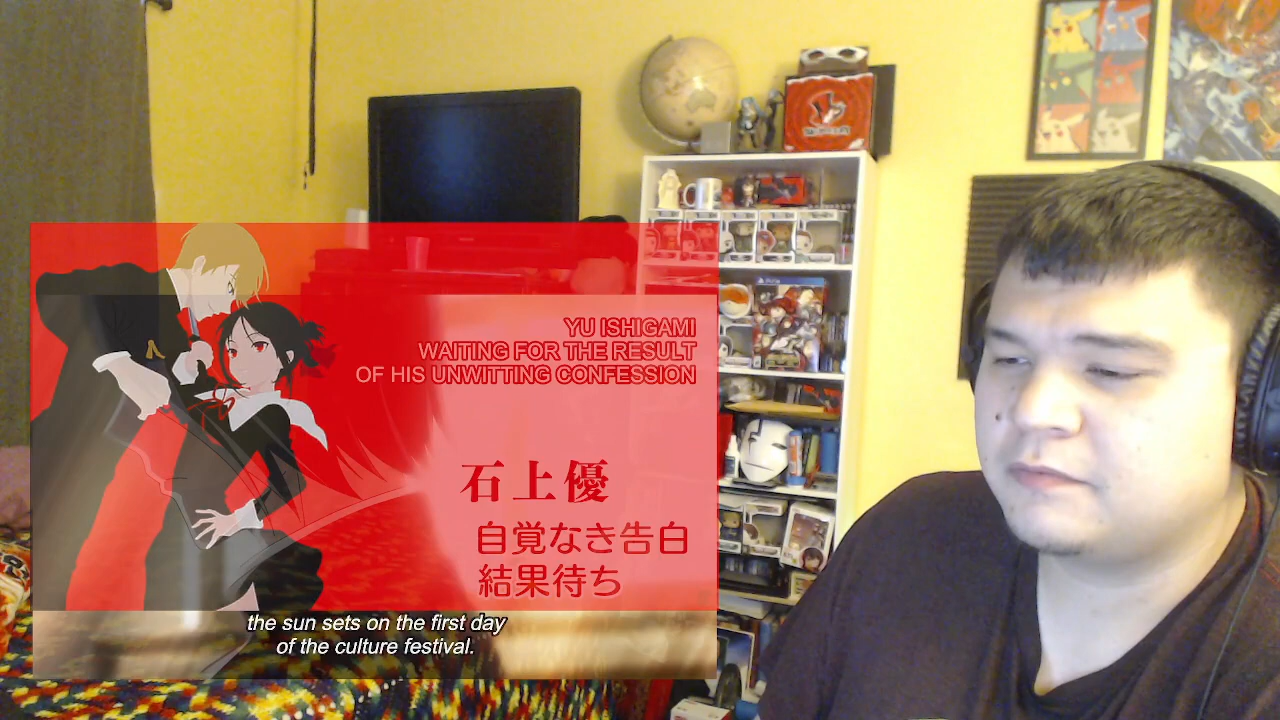 YU ISHIGAMI
WAITING FOR THE RESULT
OF HIS UNWITTING CONFESSION
石上優
自覚なき告白
結果待ち
the sun sets on the first day
of the culture festival.